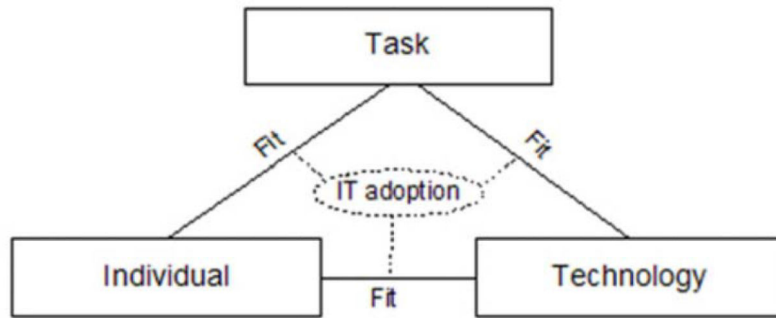 Task
Fit
Fit
IT adoption
Individual
Technology
Fit